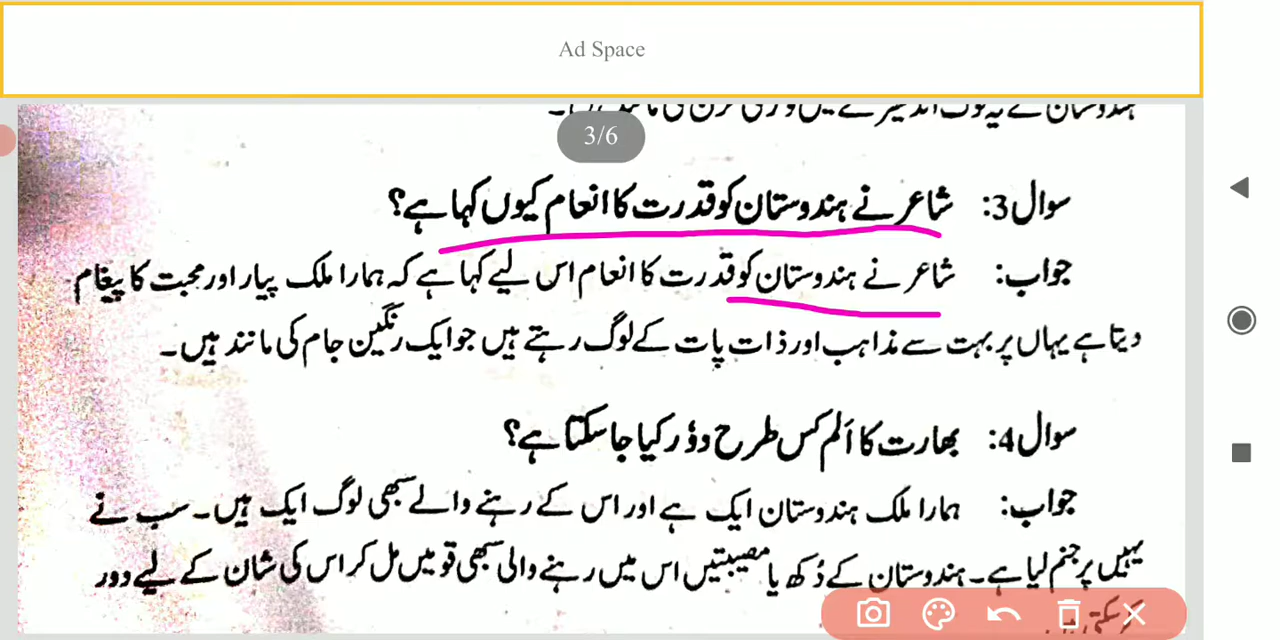 Ad Space
3/6
سوال 3: شاعر نے ہندوستان کو قدرت کا انعام کیوں کہا ہے؟
جواب: شاعر نے ہندوستان کو قدرت کا انعام اس لیے کہا ہے کہ ہمارا ملک پیار اور محبت کا پیغام
دیتا ہے یہاں پر بہت سے مذاہب اور ذات پات کے لوگ رہتے ہیں جو ایک رنگین جام کی مانند ہیں۔
سوال 4: بھارت کا اَلم کس طرح دوُر کیا جا سکتا ہے؟
جواب: ہمارا ملک ہندوستان ایک ہے اور اس کے رہنے والے سبھی لوگ ایک ہیں۔ سب نے
یہیں پر جنم لیا ہے۔ ہندوستان کے دُکھ یا مصیبتیں اس میں رہنے والی سبھی قومیں مل کر اس کی شان کے لیے دور